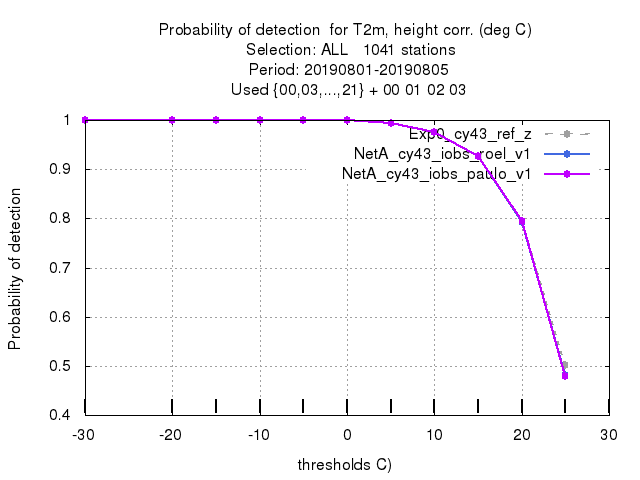 Probability of detection  for T2m, height corr. (deg C)
Selection: ALL   1041 stations
Period: 20190801-20190805
Used {00,03,...,21} + 00 01 02 03
Exp0_cy43_ref_z
NetA_cy43_iobs_roel_v1
NetA_cy43_iobs_paulo_v1
Probability of detection
1
0.9
0.8
0.7
0.6
0.5
0.4
-30 -20 -10 0 10 20 30
thresholds C)